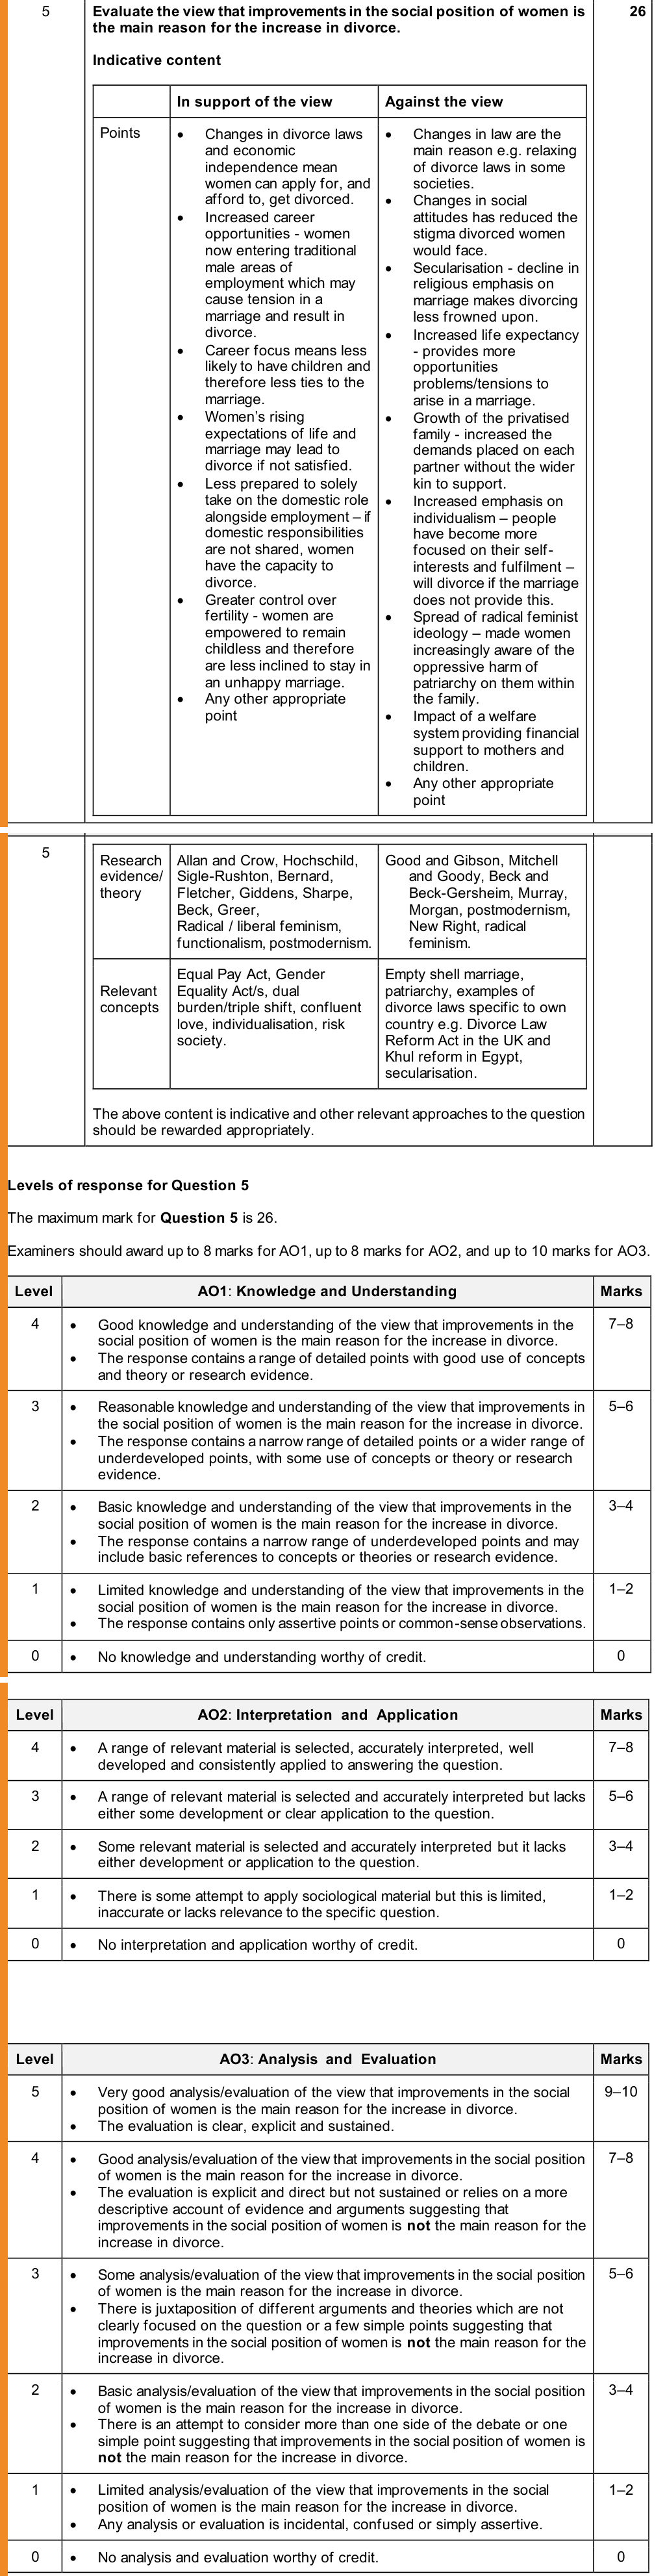 5
Evaluate the view that improvements in the social position of women is
the main reason for the increase in divorce.
26
Indicative content
In support of the view
Against the view
Points
• Changes in divorce laws
and economic
independence mean
women can apply for, and
afford to, get divorced.
• Increased career
opportunities - women
now entering traditional
male areas of
employment which may
cause tension in a
marriage and result in
divorce.
• Career focus means less
likely to have children and
therefore less ties to the
marriage.
• Women's rising
expectations of life and
marriage may lead to
divorce if not satisfied.
• Less prepared to solely
take on the domestic role
alongside employment – if
domestic responsibilities
are not shared, women
have the capacity to
divorce.
• Greater control over
fertility - women are
empowered to remain
childless and therefore
are less inclined to stay in
an unhappy marriage.
• Any other appropriate
point
• Changes in law are the
main reason e.g. relaxing
of divorce laws in some
societies.
• Changes in social
attitudes has reduced the
stigma divorced women
would face.
• Secularisation - decline in
religious emphasis on
marriage makes divorcing
less frowned upon.
• Increased life expectancy
- provides more
opportunities
problems/tensions to
arise in a marriage.
• Growth of the privatised
family - increased the
demands placed on each
partner without the wider
kin to support.
• Increased emphasis on
individualism – people
have become more
focused on their self-
interests and fulfilment –
will divorce if the marriage
does not provide this.
• Spread of radical feminist
ideology – made women
increasingly aware of the
oppressive harm of
patriarchy on them within
the family.
• Impact of a welfare
system providing financial
support to mothers and
children.
• Any other appropriate
point
5
Research
evidence/
theory
Allan and Crow, Hochschild,
Sigle-Rushton, Bernard,
Fletcher, Giddens, Sharpe,
Beck, Greer,
Radical / liberal feminism,
functionalism, postmodernism.
Good and Gibson, Mitchell
and Goody, Beck and
Beck-Gersheim, Murray,
Morgan, postmodernism,
New Right, radical
feminism.
Relevant
concepts
Equal Pay Act, Gender
Equality Act/s, dual
burden/triple shift, confluent
love, individualisation, risk
society.
Empty shell marriage,
patriarchy, examples of
divorce laws specific to own
country e.g. Divorce Law
Reform Act in the UK and
Khul reform in Egypt,
secularisation.
The above content is indicative and other relevant approaches to the question
should be rewarded appropriately.
Levels of response for Question 5
The maximum mark for Question 5 is 26.
Examiners should award up to 8 marks for AO1, up to 8 marks for AO2, and up to 10 marks for AO3.
Level
AO1: Knowledge and Understanding
Marks
4
• Good knowledge and understanding of the view that improvements in the
social position of women is the main reason for the increase in divorce.
• The response contains a range of detailed points with good use of concepts
and theory or research evidence.
7–8
3
• Reasonable knowledge and understanding of the view that improvements in
the social position of women is the main reason for the increase in divorce.
• The response contains a narrow range of detailed points or a wider range of
underdeveloped points, with some use of concepts or theory or research
evidence.
5–6
2
• Basic knowledge and understanding of the view that improvements in the
social position of women is the main reason for the increase in divorce.
• The response contains a narrow range of underdeveloped points and may
include basic references to concepts or theories or research evidence.
3–4
1
• Limited knowledge and understanding of the view that improvements in the
social position of women is the main reason for the increase in divorce.
• The response contains only assertive points or common-sense observations.
1–2
0
• No knowledge and understanding worthy of credit.
0
Level
AO2: Interpretation and Application
Marks
4
• A range of relevant material is selected, accurately interpreted, well
developed and consistently applied to answering the question.
7–8
3
• A range of relevant material is selected and accurately interpreted but lacks
either some development or clear application to the question.
5–6
2
• Some relevant material is selected and accurately interpreted but it lacks
either development or application to the question.
3–4
1
• There is some attempt to apply sociological material but this is limited,
inaccurate or lacks relevance to the specific question.
1–2
0
• No interpretation and application worthy of credit.
0
Level
AO3: Analysis and Evaluation
Marks
5
• Very good analysis/evaluation of the view that improvements in the social
position of women is the main reason for the increase in divorce.
• The evaluation is clear, explicit and sustained.
9–10
4
• Good analysis/evaluation of the view that improvements in the social position
of women is the main reason for the increase in divorce.
• The evaluation is explicit and direct but not sustained or relies on a more
descriptive account of evidence and arguments suggesting that
improvements in the social position of women is not the main reason for the
increase in divorce.
7–8
3
• Some analysis/evaluation of the view that improvements in the social position
of women is the main reason for the increase in divorce.
• There is juxtaposition of different arguments and theories which are not
clearly focused on the question or a few simple points suggesting that
improvements in the social position of women is not the main reason for the
increase in divorce.
5–6
2
• Basic analysis/evaluation of the view that improvements in the social position
of women is the main reason for the increase in divorce.
• There is an attempt to consider more than one side of the debate or one
simple point suggesting that improvements in the social position of women is
not the main reason for the increase in divorce.
3–4
1
• Limited analysis/evaluation of the view that improvements in the social
position of women is the main reason for the increase in divorce.
• Any analysis or evaluation is incidental, confused or simply assertive.
1–2
0
• No analysis and evaluation worthy of credit.
0